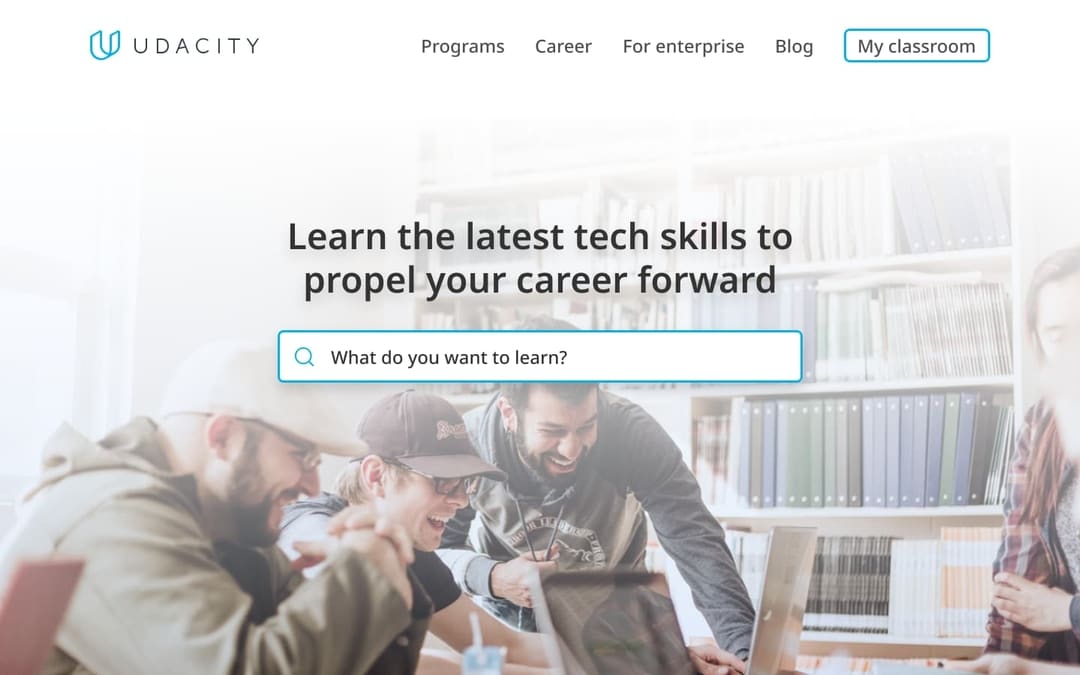 UDACITY
Programs
Career
For enterprise
Blog
My classroom
Learn the latest tech skills to
propel your career forward
What do you want to learn?